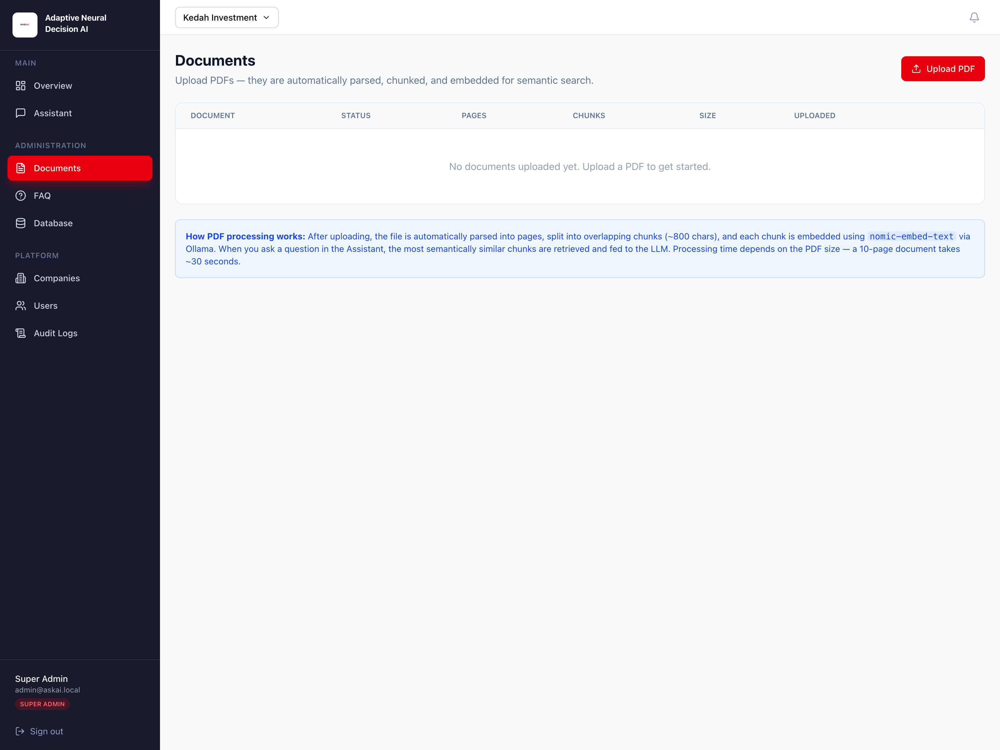 ANDAI
Adaptive Neural
Decision AI
MAIN
Overview
Assistant
ADMINISTRATION
Documents
FAQ
Database
PLATFORM
Companies
Users
Audit Logs
Super Admin
admin@askai.local
SUPER ADMIN
Sign out
Kedah Investment
Documents
Upload PDFs — they are automatically parsed, chunked, and embedded for semantic search.
Upload PDF
DOCUMENT STATUS PAGES CHUNKS SIZE UPLOADED
No documents uploaded yet. Upload a PDF to get started.
How PDF processing works: After uploading, the file is automatically parsed into pages, split into overlapping chunks (~800 chars), and each chunk is embedded using nomic-embed-text via
Ollama. When you ask a question in the Assistant, the most semantically similar chunks are retrieved and fed to the LLM. Processing time depends on the PDF size — a 10-page document takes
~30 seconds.